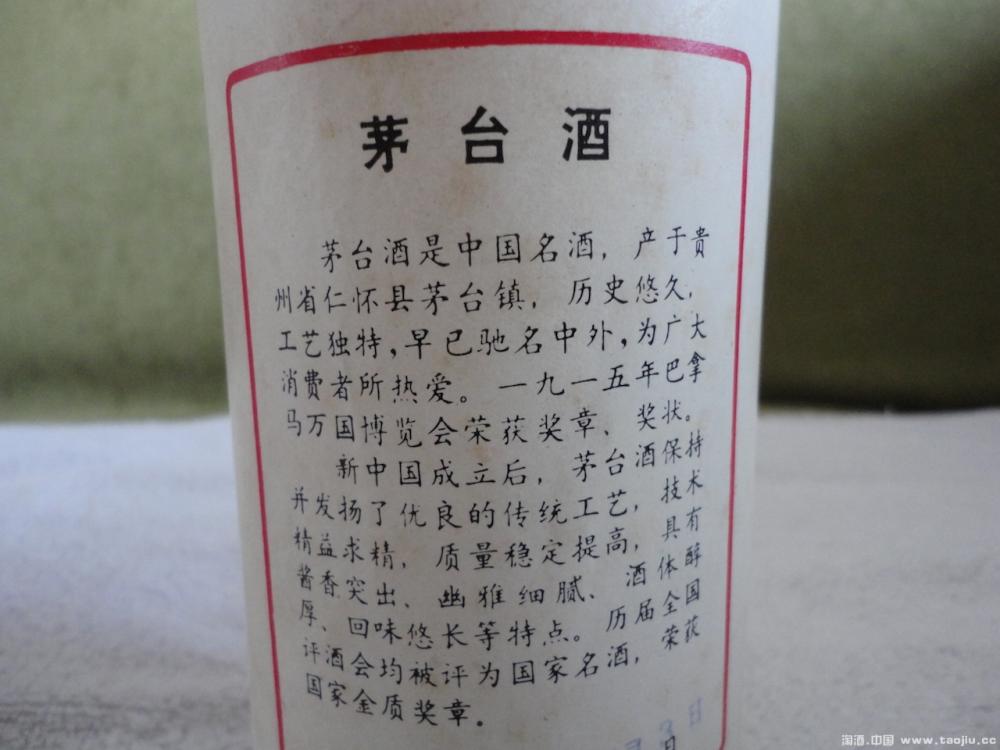 茅台酒
茅台酒是中国名酒，产于贵
州省仁怀县茅台镇，历史悠久，
工艺独特，早已驰名中外，为广大
消费者所热爱。一九一五年巴拿
马万国博览会荣获奖章、奖状。
新中国成立后，茅台酒保持
并发扬了优良的传统工艺，技术
精益求精，质量稳定提高，具有
酱香突出、幽雅细腻、酒体醇
厚、回味悠长等特点。历届全国
评酒会均被评为国家名酒，荣获
国家金质奖章。
3日
日
淘酒.中国 www.taojiu.cc